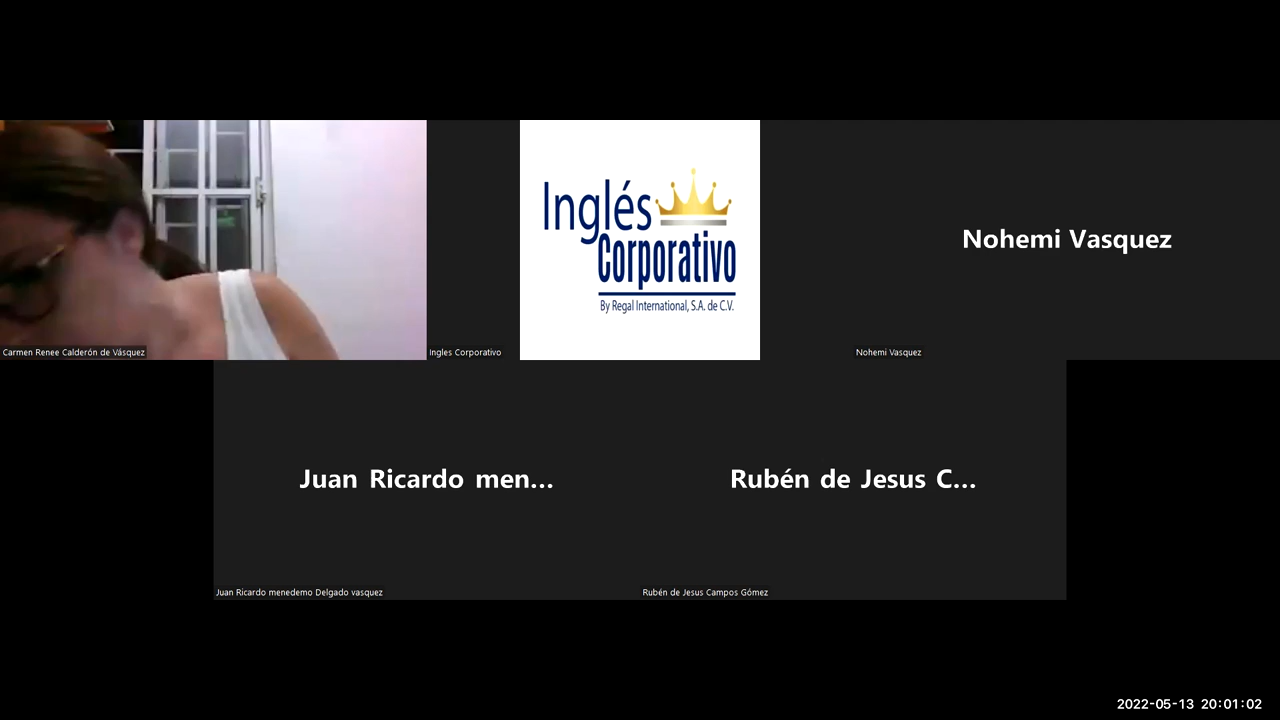 Inglés
Corporativo
By Regal International, S.A. de C.V.
Nohemi Vasquez
Carmen Renee Calderón de Vásquez
Ingles Corporativo
Nohemi Vasquez
Juan Ricardo men...
Rubén de Jesus C...
Juan Ricardo menedemo Delgado vasquez
Rubén de Jesus Campos Gómez
2022-05-13 20:01:02